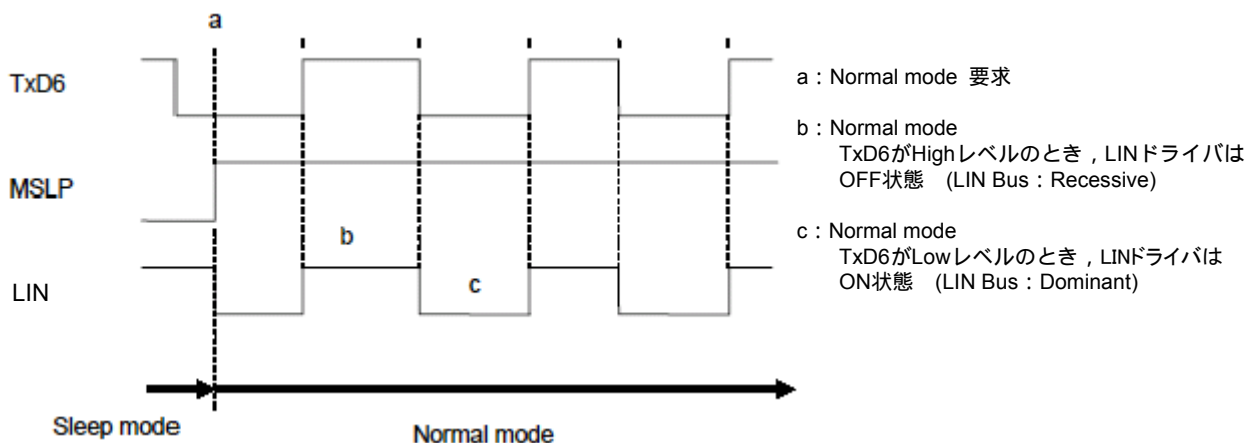 a
TxD6
MSLP
LIN
b
c
Sleep mode
Normal mode
a：Normal mode 要求
b：Normal mode
TxD6がHighレベルのとき，LINドライバは
OFF状態　(LIN Bus：Recessive)
c：Normal mode
TxD6がLowレベルのとき，LINドライバは
ON状態　(LIN Bus：Dominant)